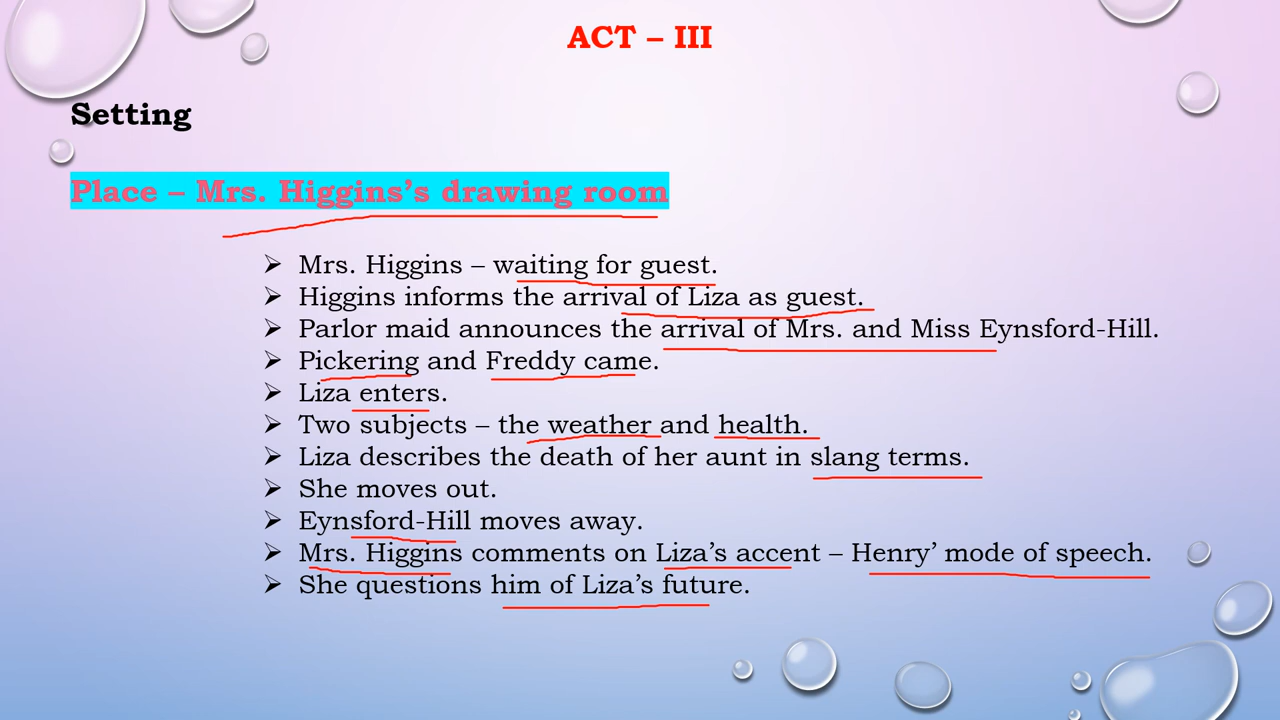 ACT – III
Setting
Place – Mrs. Higgins’s drawing room
➢ Mrs. Higgins – waiting for guest.
➢ Higgins informs the arrival of Liza as guest.
➢ Parlor maid announces the arrival of Mrs. and Miss Eynsford-Hill.
➢ Pickering and Freddy came.
➢ Liza enters.
➢ Two subjects – the weather and health.
➢ Liza describes the death of her aunt in slang terms.
➢ She moves out.
➢ Eynsford-Hill moves away.
➢ Mrs. Higgins comments on Liza’s accent – Henry’ mode of speech.
➢ She questions him of Liza’s future.